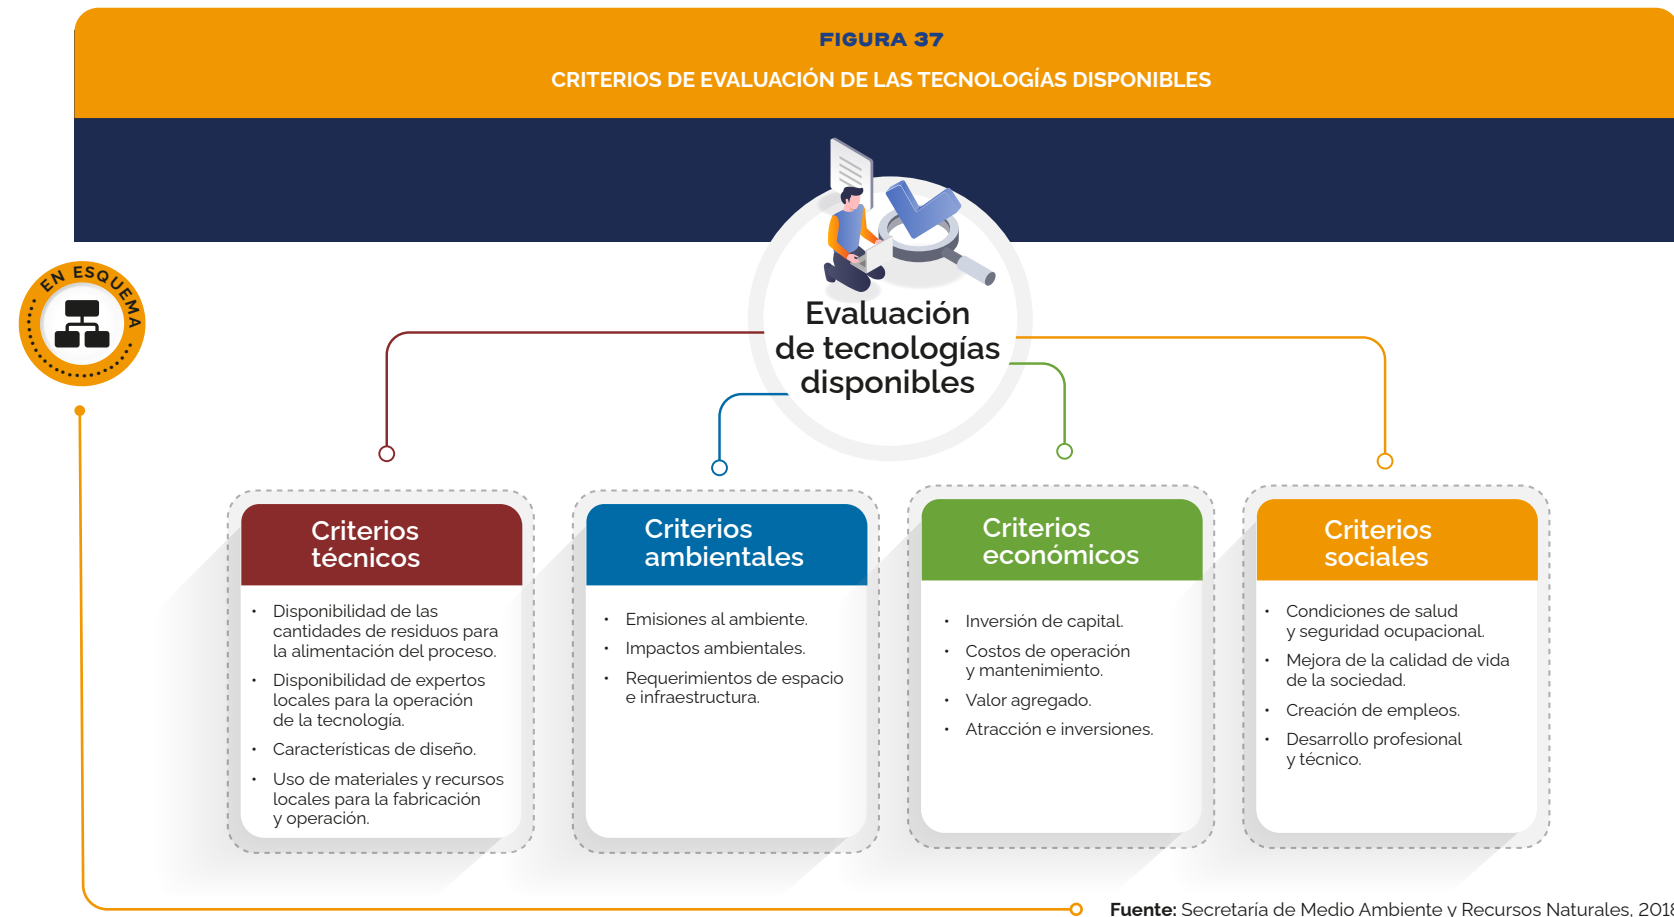 FIGURA 37
CRITERIOS DE EVALUACIÓN DE LAS TECNOLOGÍAS DISPONIBLES
EN ESQUEMA
Evaluación
de tecnologías
disponibles
Criterios
técnicos
• Disponibilidad de las
cantidades de residuos para
la alimentación del proceso.
• Disponibilidad de expertos
locales para la operación
de la tecnología.
• Características de diseño.
• Uso de materiales y recursos
locales para la fabricación
y operación.
Criterios
ambientales
• Emisiones al ambiente.
• Impactos ambientales.
• Requerimientos de espacio
e infraestructura.
Criterios
económicos
• Inversión de capital.
• Costos de operación
y mantenimiento.
• Valor agregado.
• Atracción e inversiones.
Criterios
sociales
• Condiciones de salud
y seguridad ocupacional.
• Mejora de la calidad de vida
de la sociedad.
• Creación de empleos.
• Desarrollo profesional
y técnico.
Fuente: Secretaría de Medio Ambiente y Recursos Naturales, 2018